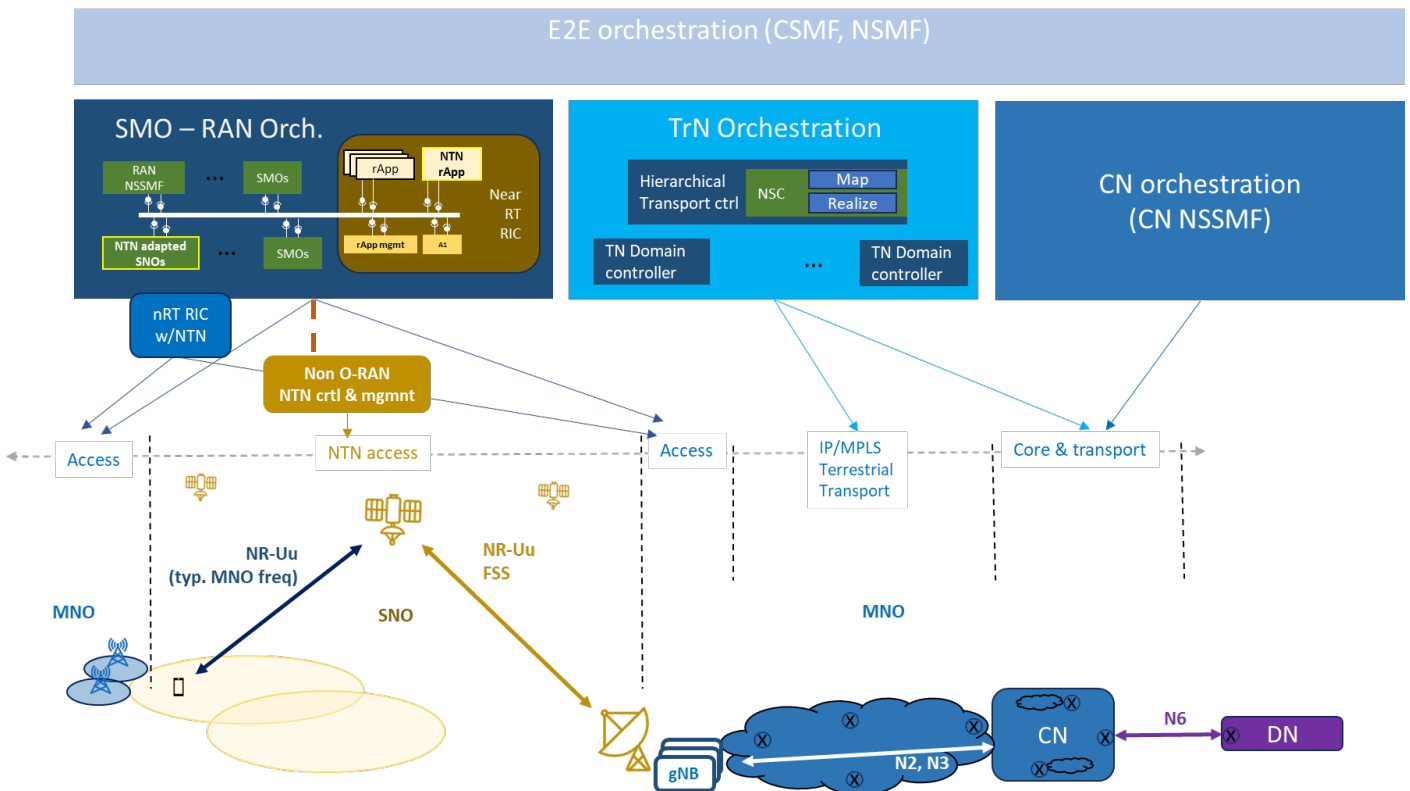 E2E orchestration (CSMF, NSMF)
SMO – RAN Orch.
RAN
NSSMF
...
SMOs
rApp
NTN
rApp
Near
RT
RIC
NTN adapted
SNOs
...
SMOs
rApp mgmt
A1
TrN Orchestration
Hierarchical
Transport ctrl
NSC
Map
Realize
TN Domain
controller
...
TN Domain
controller
CN orchestration
(CN NSSMF)
nRT RIC
w/NTN
Non O-RAN
NTN crtl & mgmnt
Access
NTN access
Access
IP/MPLS
Terrestrial
Transport
Core & transport
NR-Uu
(typ. MNO freq)
NR-Uu
FSS
MNO
SNO
MNO
gNB
N2, N3
X
X
X
X
X
X
X
CN
N6
X
DN